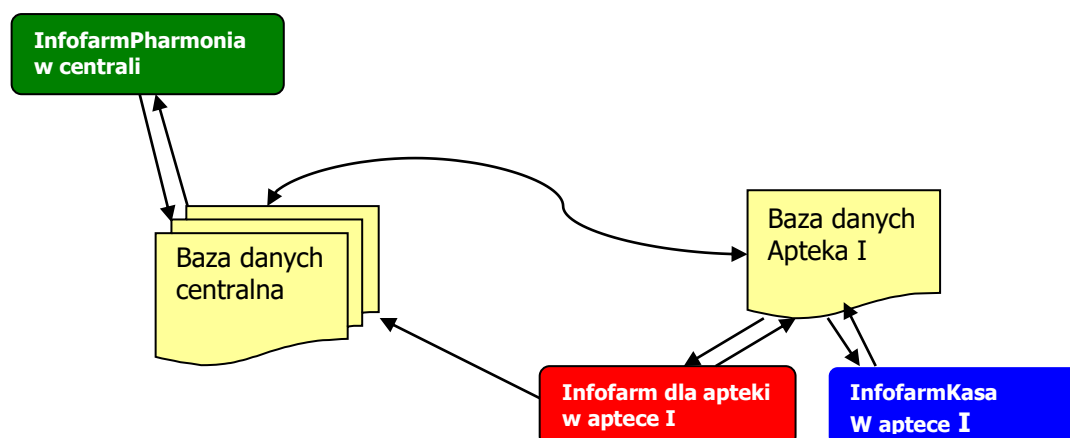 InfofarmPharmonia
w centrali
Baza danych
Apteka I
Baza danych
centralna
Infofarm dla apteki
w aptece I
InfofarmKasa
W aptece I